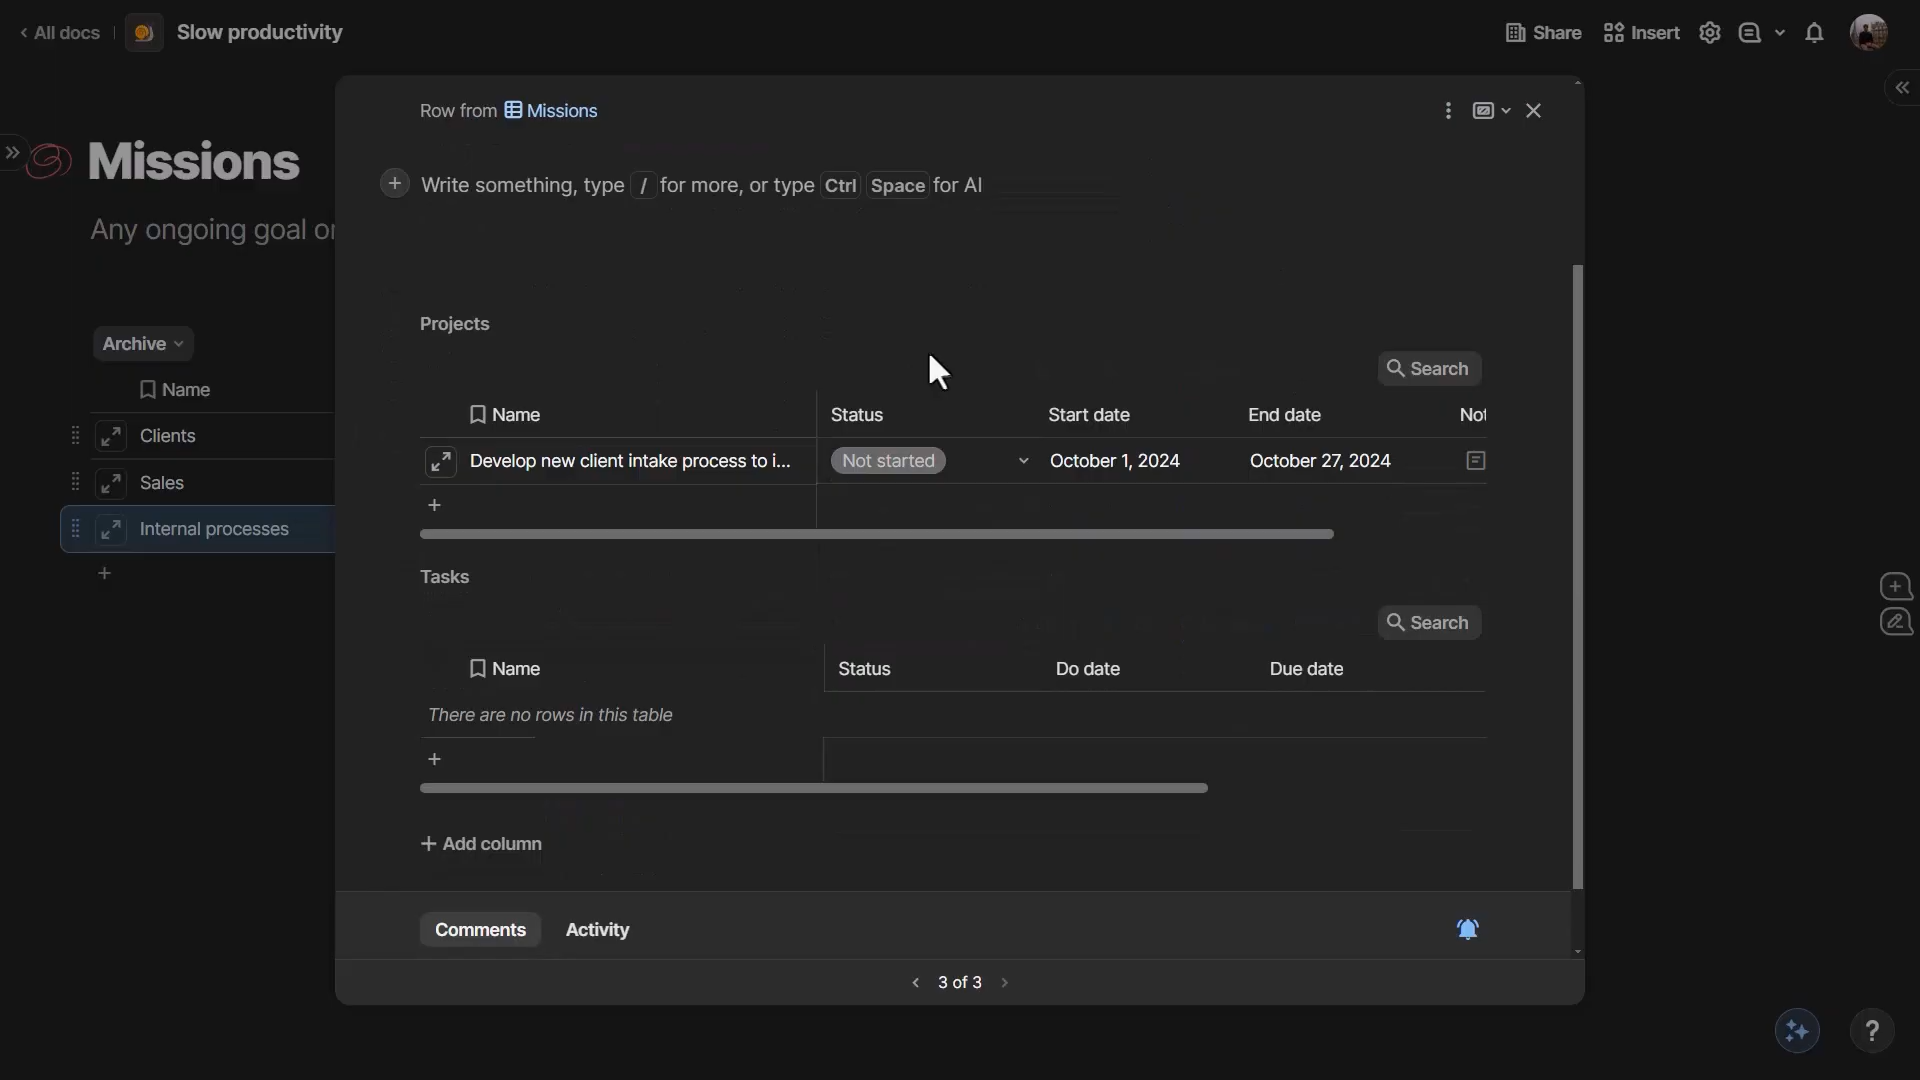 All docs
Slow productivity
Share
Insert
Row from Missions
Missions
Write something, type / for more, or type Ctrl Space for AI
Any ongoing goal or
Projects
Archive
Search
Name
Name Status Start date End date Not
Clients
Develop new client intake process to i... Not started October 1, 2024 October 27, 2024
Sales
Internal processes
Tasks
Search
Name Status Do date Due date
There are no rows in this table
+ Add column
Comments Activity
3 of 3
?